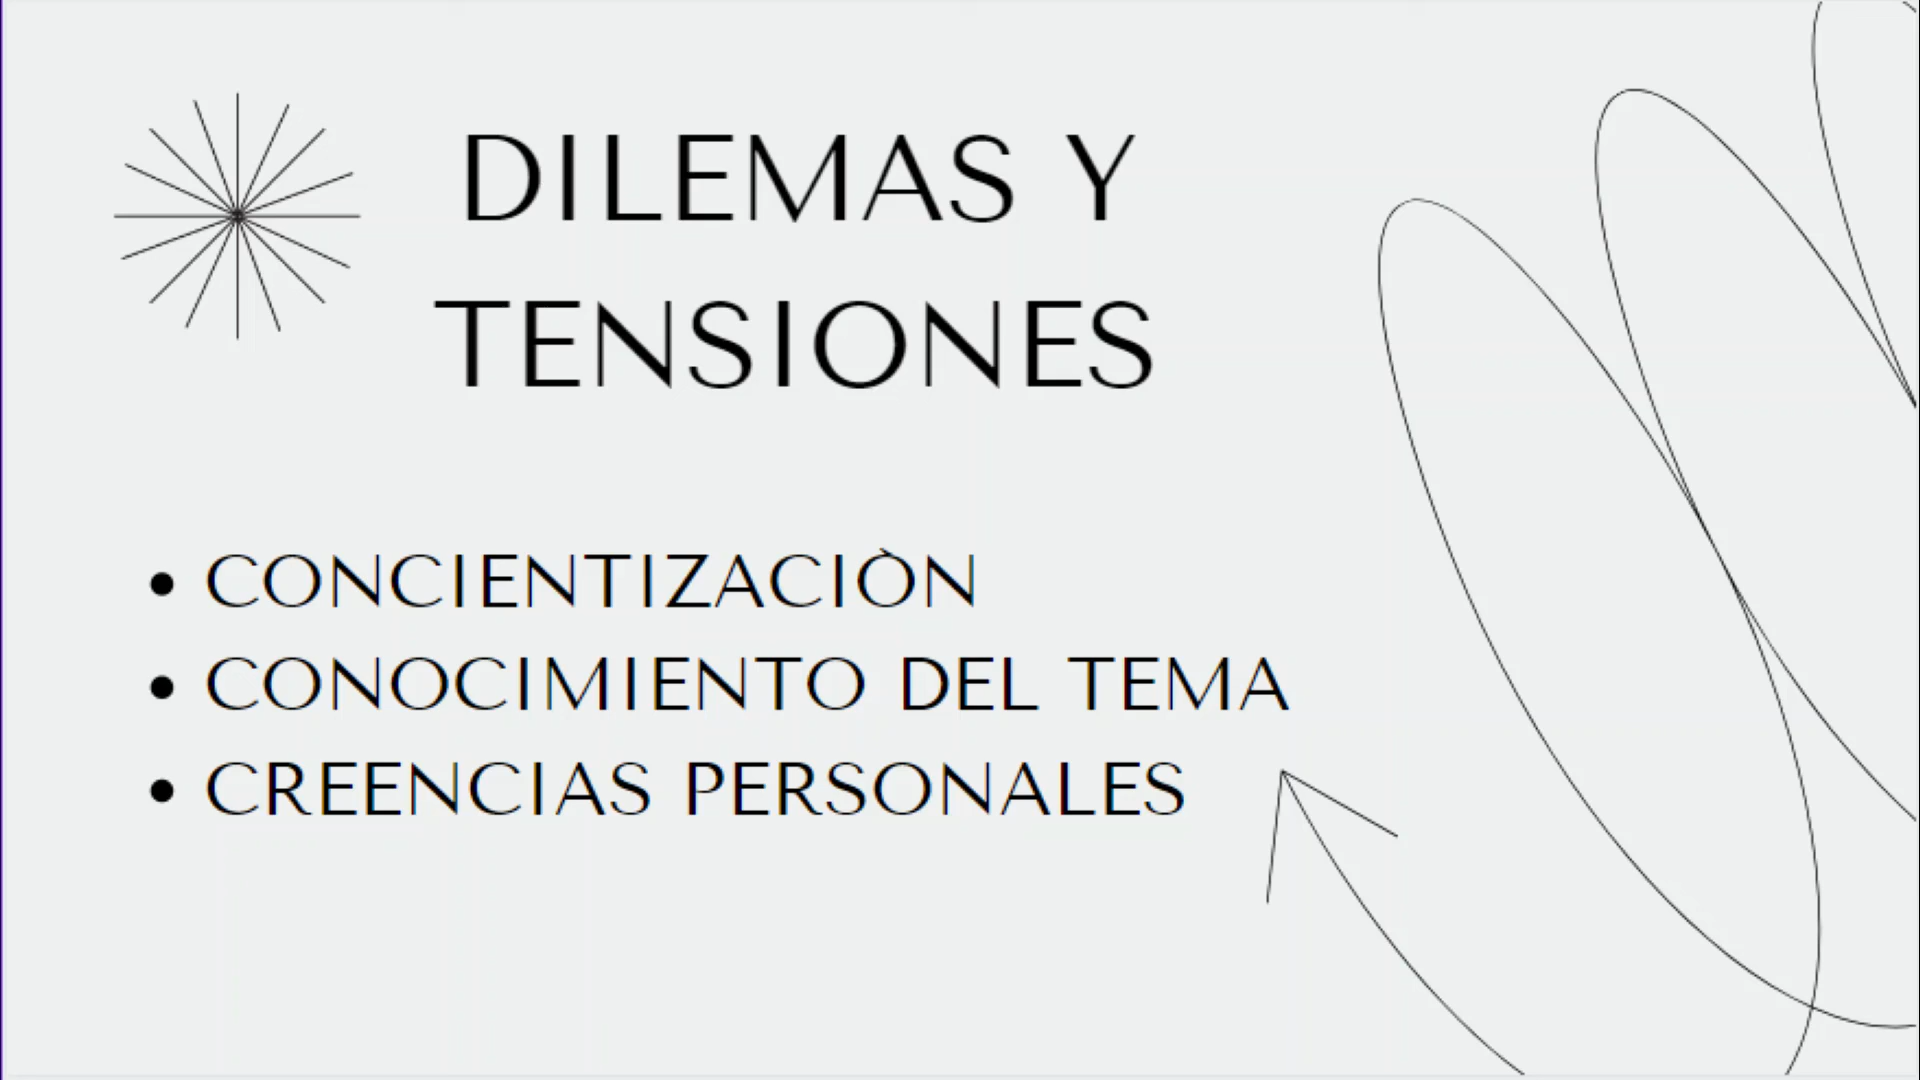 DILEMAS Y
TENSIONES
• CONCIENTIZACIÒN
• CONOCIMIENTO DEL TEMA
• CREENCIAS PERSONALES